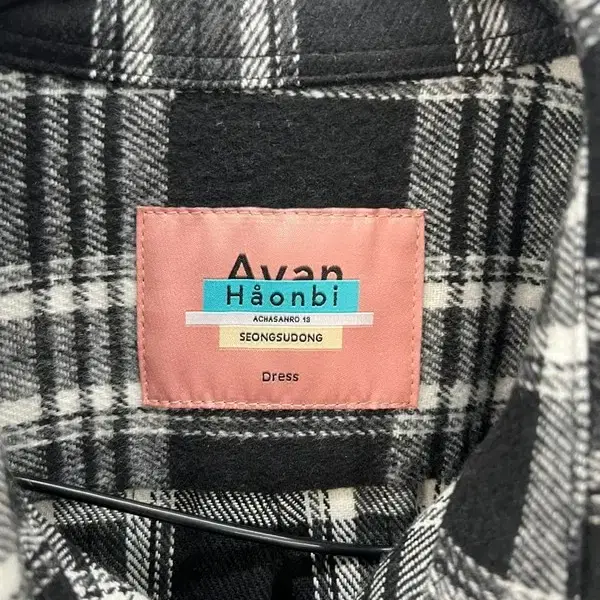 Avan
Håonbi
ACHASANRO 13
SEONGSUDONG
Dress